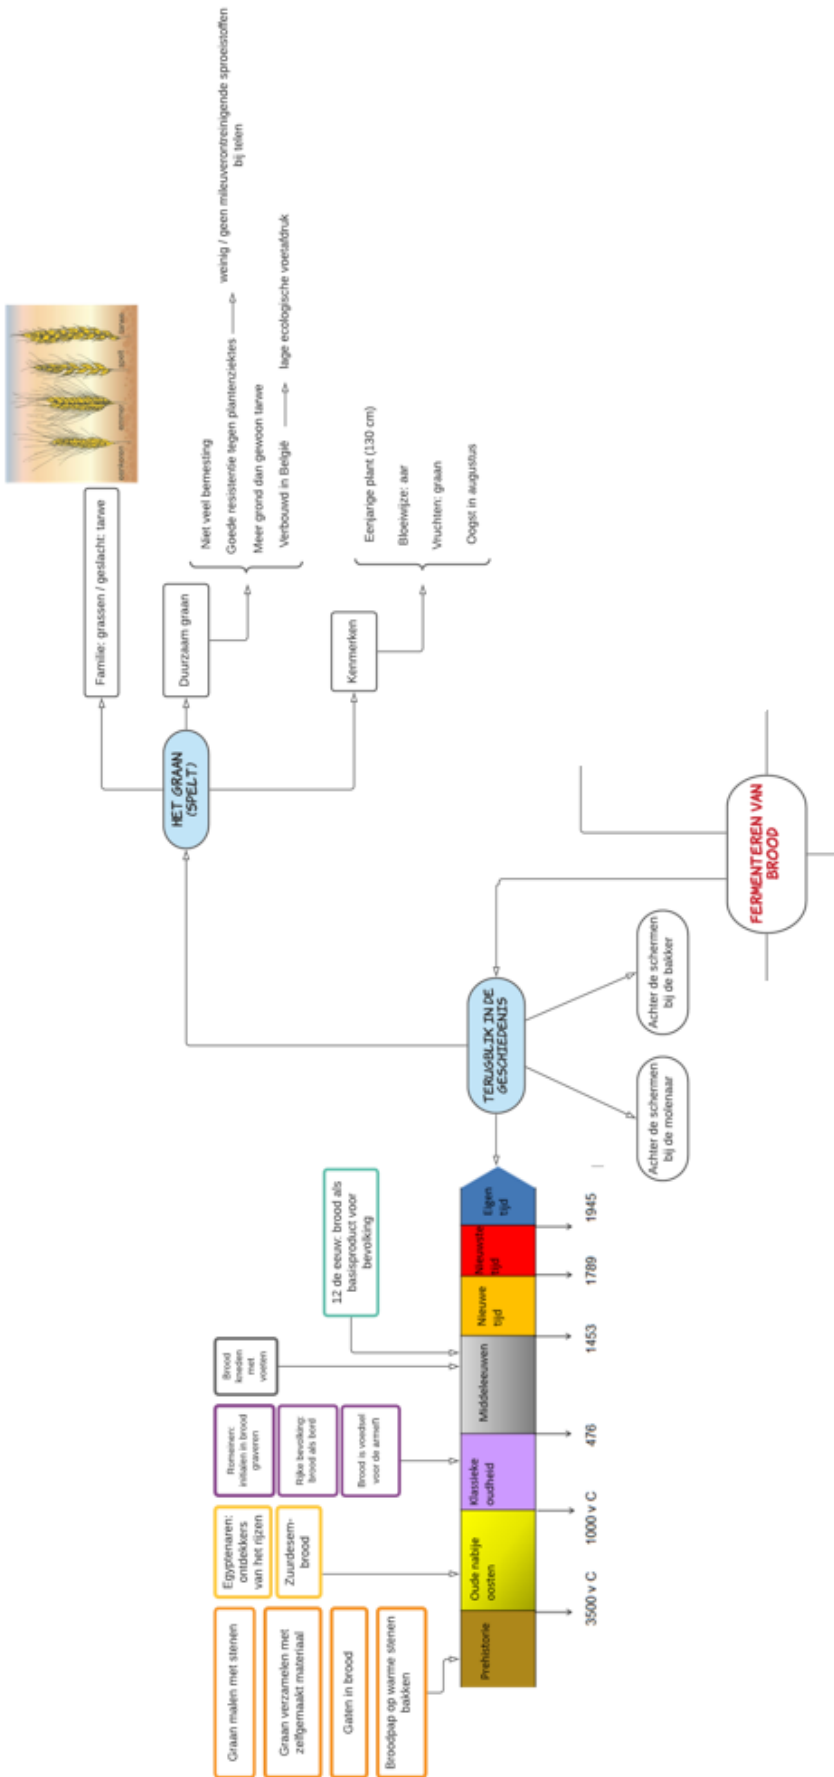 FERMENTEREN VAN
BROOD
TERUGBLIK IN DE
GESCHIEDENIS
Achter de schermen
bij de molenaar
Achter de schermen
bij de bakker
Graan malen met stenen
Graan verzamelen met
zelfgemaakt materiaal
Gaten in brood
Broodpap op warme stenen
bakken
Egyptenaren:
ontdekkers
van het rijzen
Zuurdesem-
brood
Romeinen:
initialen in brood
graveren
Rijke bevolking:
brood als bord
Brood is voedsel
voor de armen
Brood
kneden
met
voeten
12 de eeuw: brood als
basisproduct voor
bevolking
Prehistorie
Oude nabije
oosten
Klassieke
oudheid
Middeleeuwen
Nieuwe
tijd
Nieuwste
tijd
Eigen
tijd
3500 v C
1000 v C
476
1453
1789
1945
HET GRAAN
(SPELT)
Familie: grassen / geslacht: tarwe
eenkoren
emmer
spelt
tarwe
Duurzaam graan
Niet veel bemesting
Goede resistentie tegen plantenziektes
weinig / geen mileuverontreinigende sproeistoffen
bij telen
Meer grond dan gewoon tarwe
Verbouwd in België
lage ecologische voetafdruk
Kenmerken
Eenjarige plant (130 cm)
Bloeiwijze: aar
Vruchten: graan
Oogst in augustus